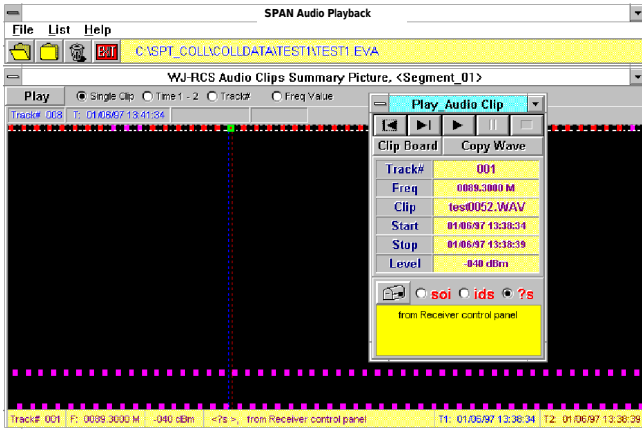 SPAN Audio Playback
File List Help
EXIT C:\SPT_COLL\COLLDATA\TEST1\TEST1.EVA
WJ-RCS Audio Clips Summary Picture, <Segment_01>
Play Single Clip Time 1 - 2 Track# Freq Value
Track# 008 T: 01/06/97 13:41:34
Play_Audio Clip
Clip Board Copy Wave
Track# 001
Freq 0089.3000 M
Clip test0052.WAV
Start 01/06/97 13:38:34
Stop 01/06/97 13:38:39
Level -040 dBm
soi ids ?s
from Receiver control panel
Track# 001 F: 0089.3000 M -040 dBm <?s >, from Receiver control panel T1: 01/06/97 13:38:34 T2: 01/06/97 13:38:39